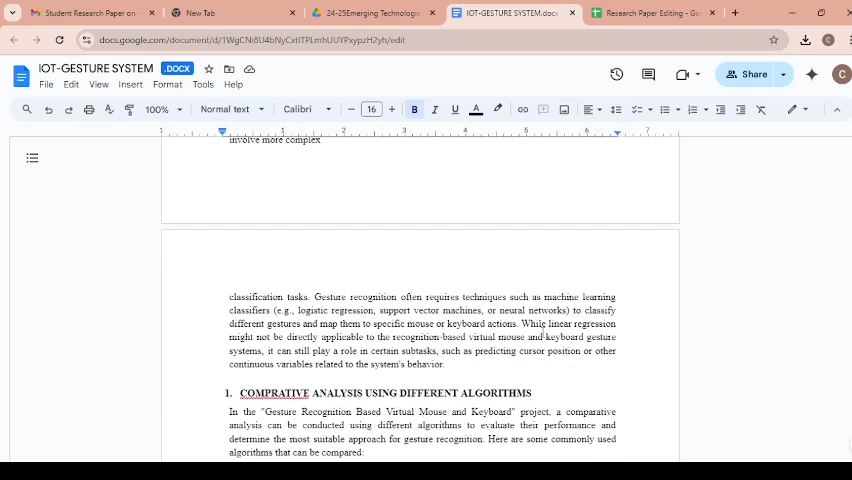 Student Research Paper on -
New Tab
24-25Emerging Technologie
IOT-GESTURE SYSTEM.docx
Research Paper Editing - Go
docs.google.com/document/d/1WgCNi8U4bNyCxtITPLmhUUYPxypzH2yh/edit
IOT-GESTURE SYSTEM .DOCX
File Edit View Insert Format Tools Help
Share
C
100% Normal text Calibri 16 B I U A
1 1 2 3 4 5 6 7
involve more complex
classification tasks. Gesture recognition often requires techniques such as machine learning
classifiers (e.g., logistic regression, support vector machines, or neural networks) to classify
different gestures and map them to specific mouse or keyboard actions. While linear regression
might not be directly applicable to the recognition-based virtual mouse and keyboard gesture
systems, it can still play a role in certain subtasks, such as predicting cursor position or other
continuous variables related to the system's behavior.
1. COMPRATIVE ANALYSIS USING DIFFERENT ALGORITHMS
In the "Gesture Recognition Based Virtual Mouse and Keyboard" project, a comparative
analysis can be conducted using different algorithms to evaluate their performance and
determine the most suitable approach for gesture recognition. Here are some commonly used
algorithms that can be compared: